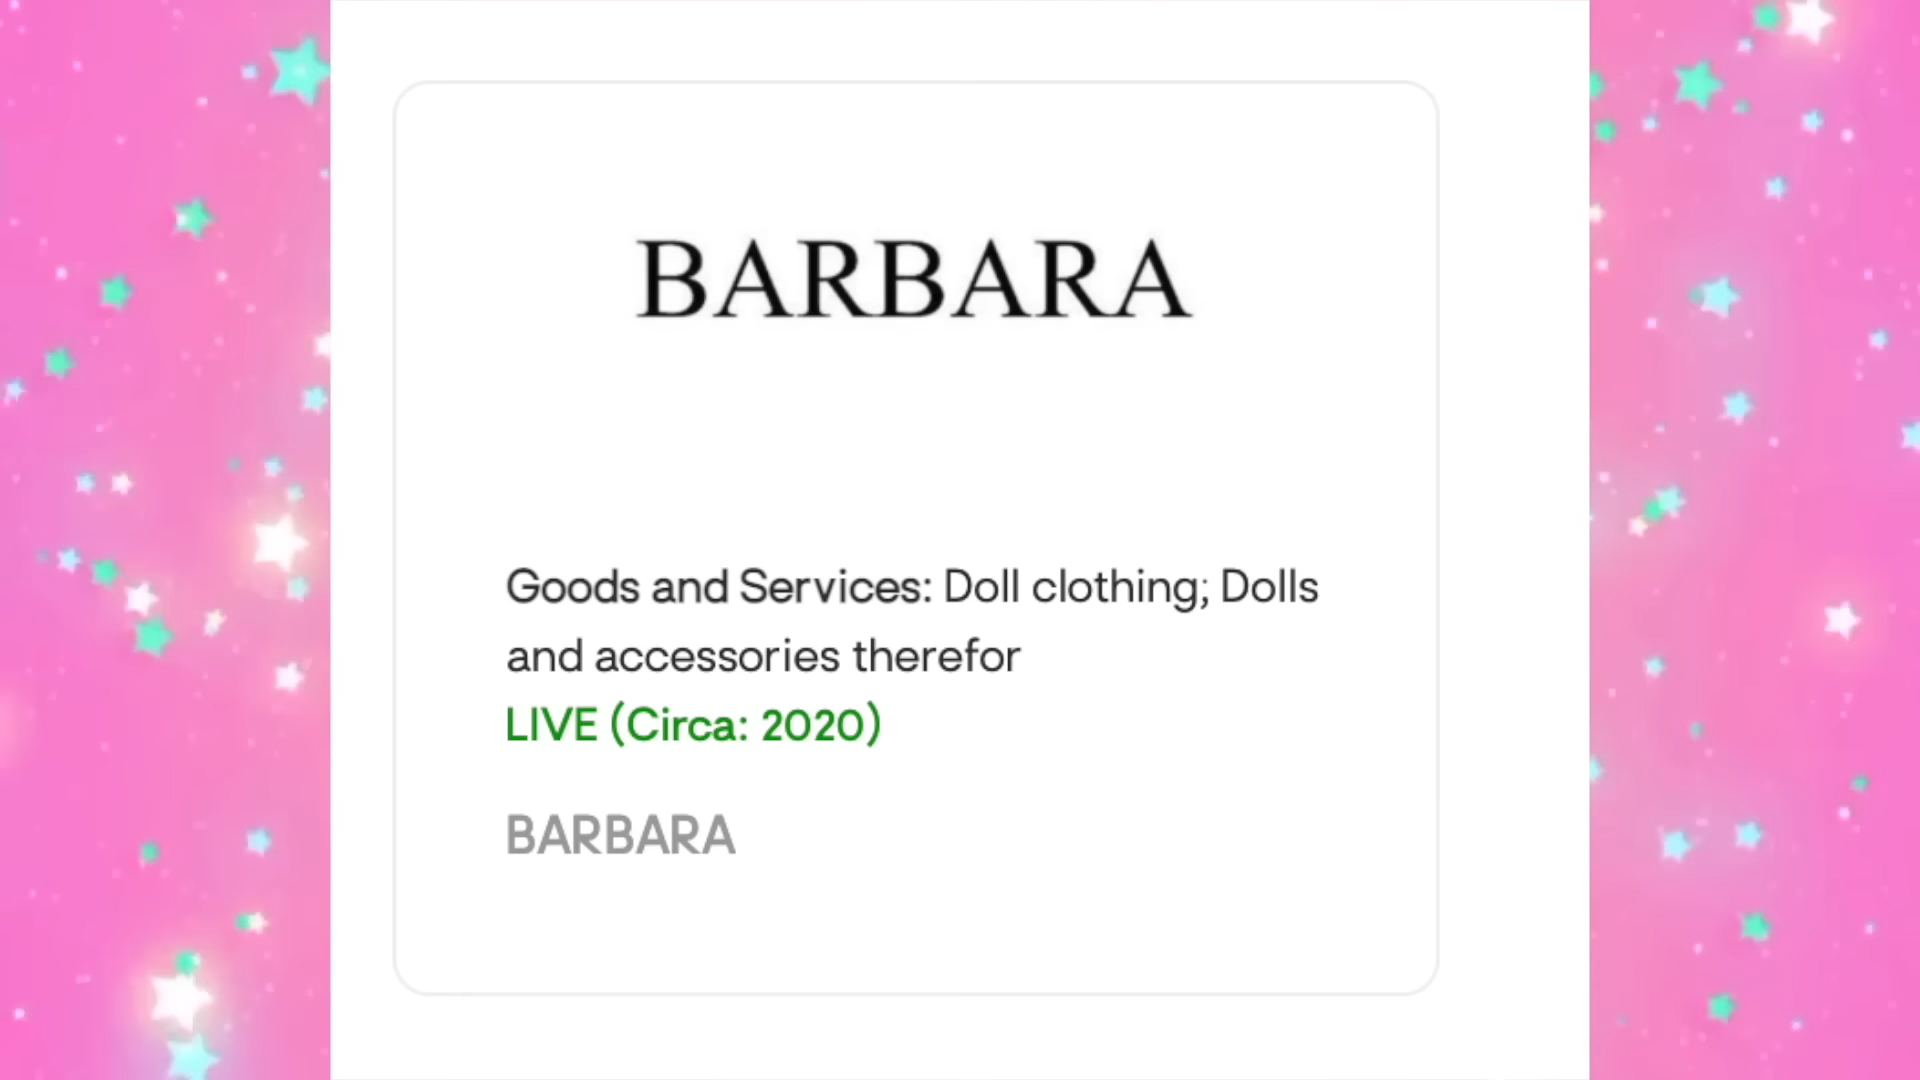 BARBARA
Goods and Services: Doll clothing; Dolls
and accessories therefor
LIVE (Circa: 2020)
BARBARA